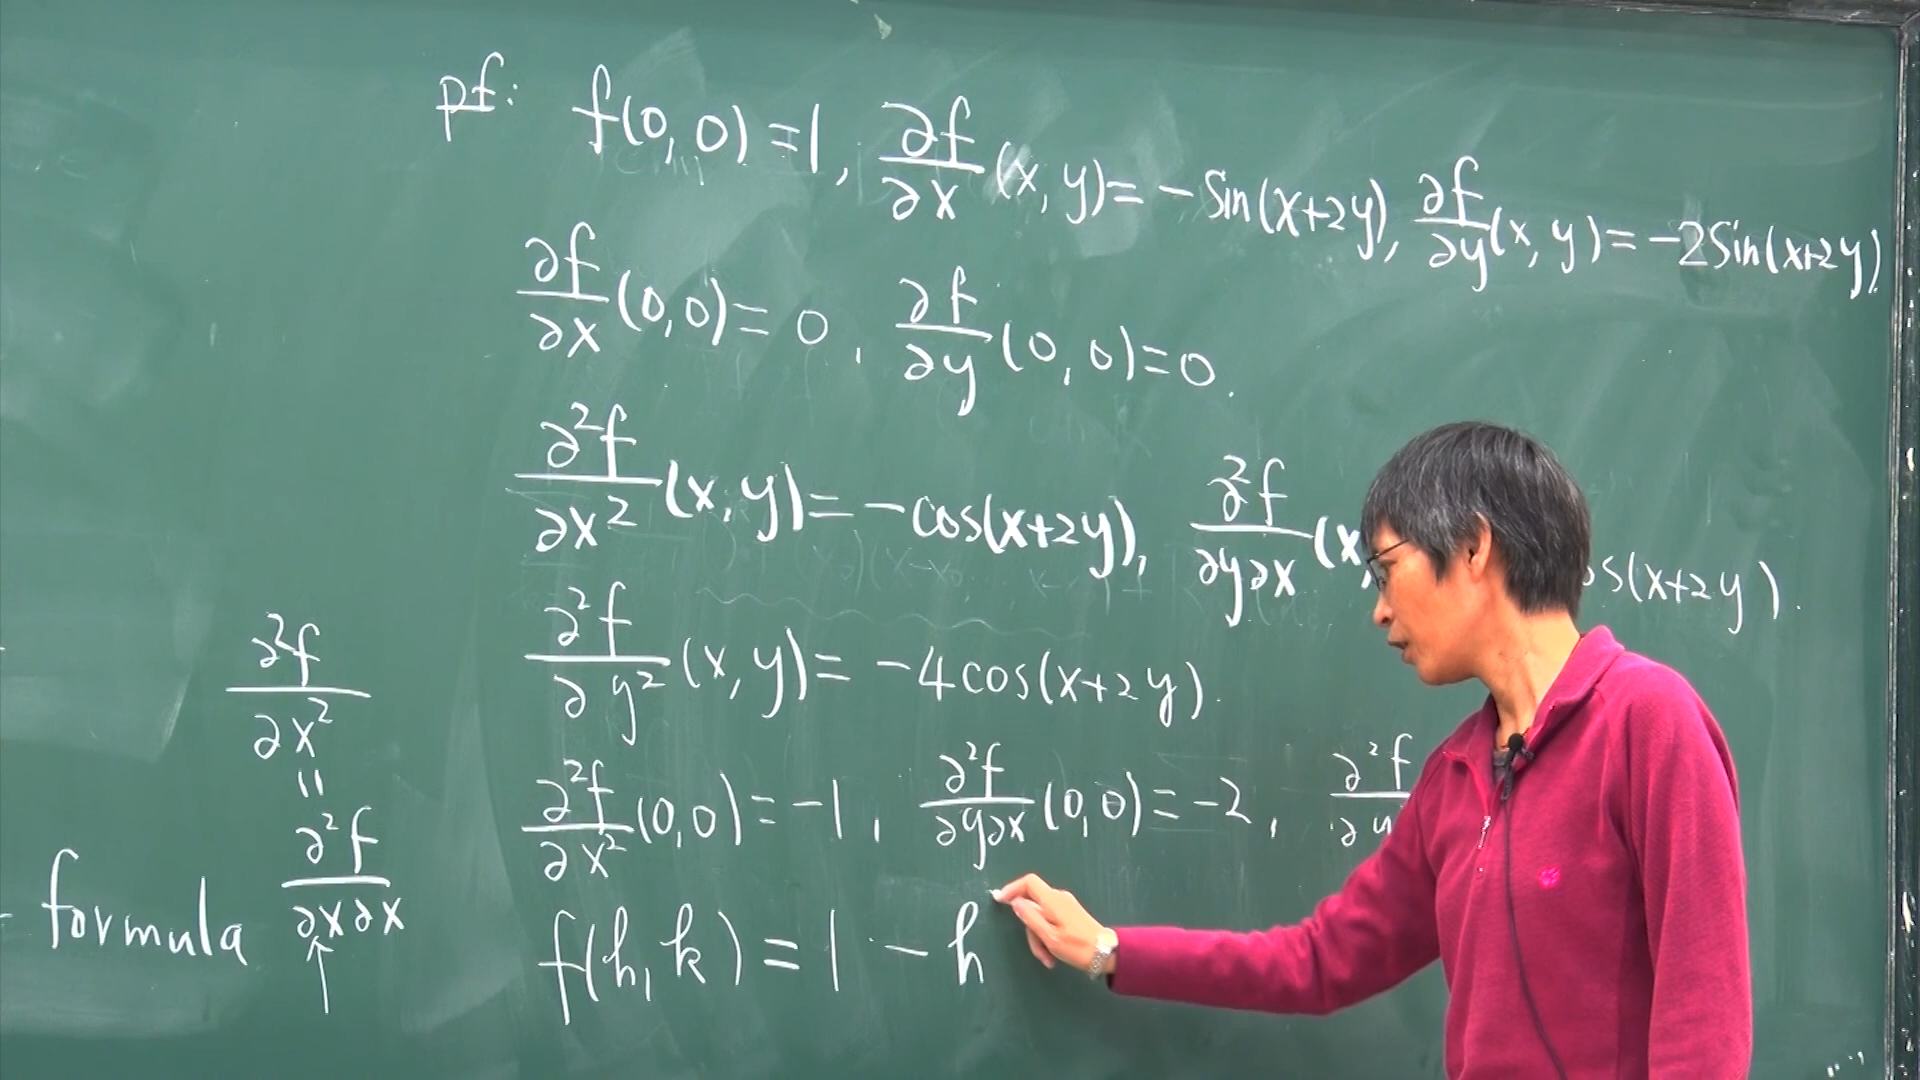 pf: f(0,0)=1, ∂f/∂x (x,y)= -Sin(x+2y), ∂f/∂y (x,y)= -2Sin(x+2y)
∂f/∂x (0,0)= 0, ∂f/∂y (0,0)=0.
∂²f/∂x² (x,y)= -cos(x+2y), ∂²f/∂y∂x (x, os(x+2y).
∂²f/∂y² (x,y)= -4cos(x+2y).
∂²f/∂x² (0,0)= -1, ∂²f/∂y∂x (0,0)= -2, ∂²f/∂y
f(h,k)= 1 - h
∂²f/∂x²
=
∂²f/∂x∂x
↑
- formula